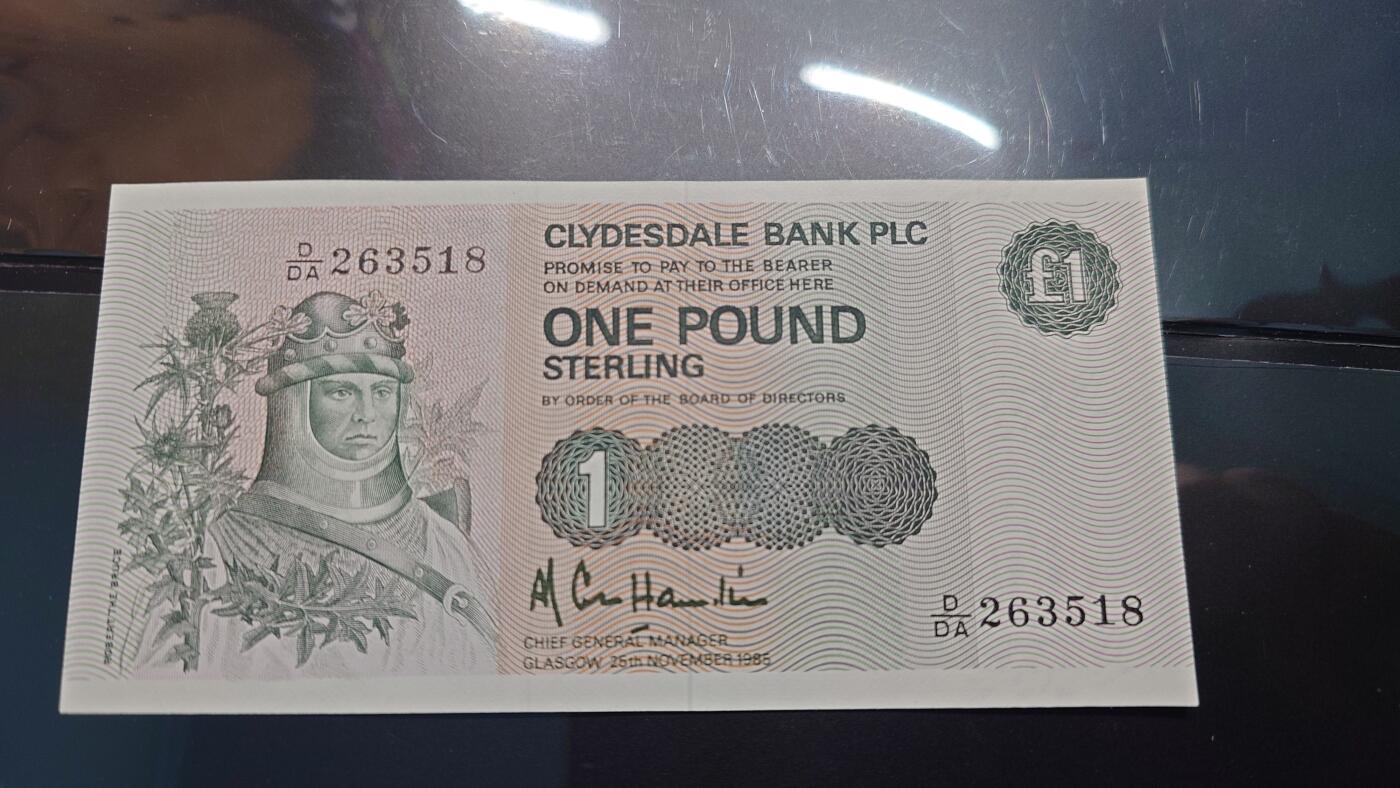 D/DA 263518
CLYDESDALE BANK PLC
PROMISE TO PAY TO THE BEARER
ON DEMAND AT THEIR OFFICE HERE
ONE POUND
STERLING
BY ORDER OF THE BOARD OF DIRECTORS
£1
1
ROBERT THE BRUCE
A R Cole Hamilton
CHIEF GENERAL MANAGER
GLASGOW 25th NOVEMBER 1985
D/DA 263518